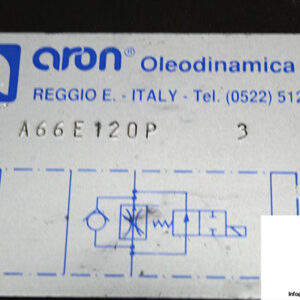 aron® Oleodinamica
REGGIO E. - ITALY - Tel. (0522) 512
A66E120P 3